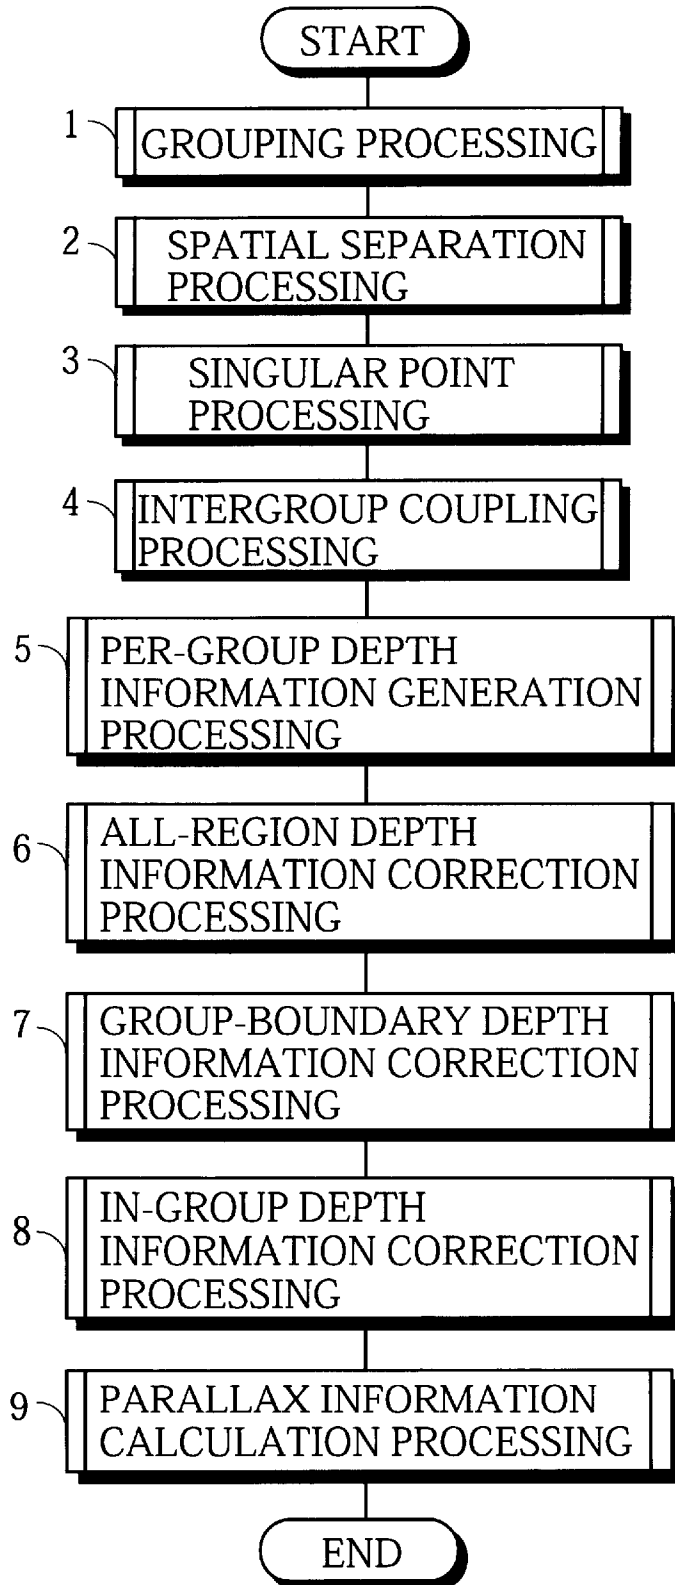 START
1
GROUPING PROCESSING
2
SPATIAL SEPARATION
PROCESSING
3
SINGULAR POINT
PROCESSING
4
INTERGROUP COUPLING
PROCESSING
5
PER-GROUP DEPTH
INFORMATION GENERATION
PROCESSING
6
ALL-REGION DEPTH
INFORMATION CORRECTION
PROCESSING
7
GROUP-BOUNDARY DEPTH
INFORMATION CORRECTION
PROCESSING
8
IN-GROUP DEPTH
INFORMATION CORRECTION
PROCESSING
9
PARALLAX INFORMATION
CALCULATION PROCESSING
END